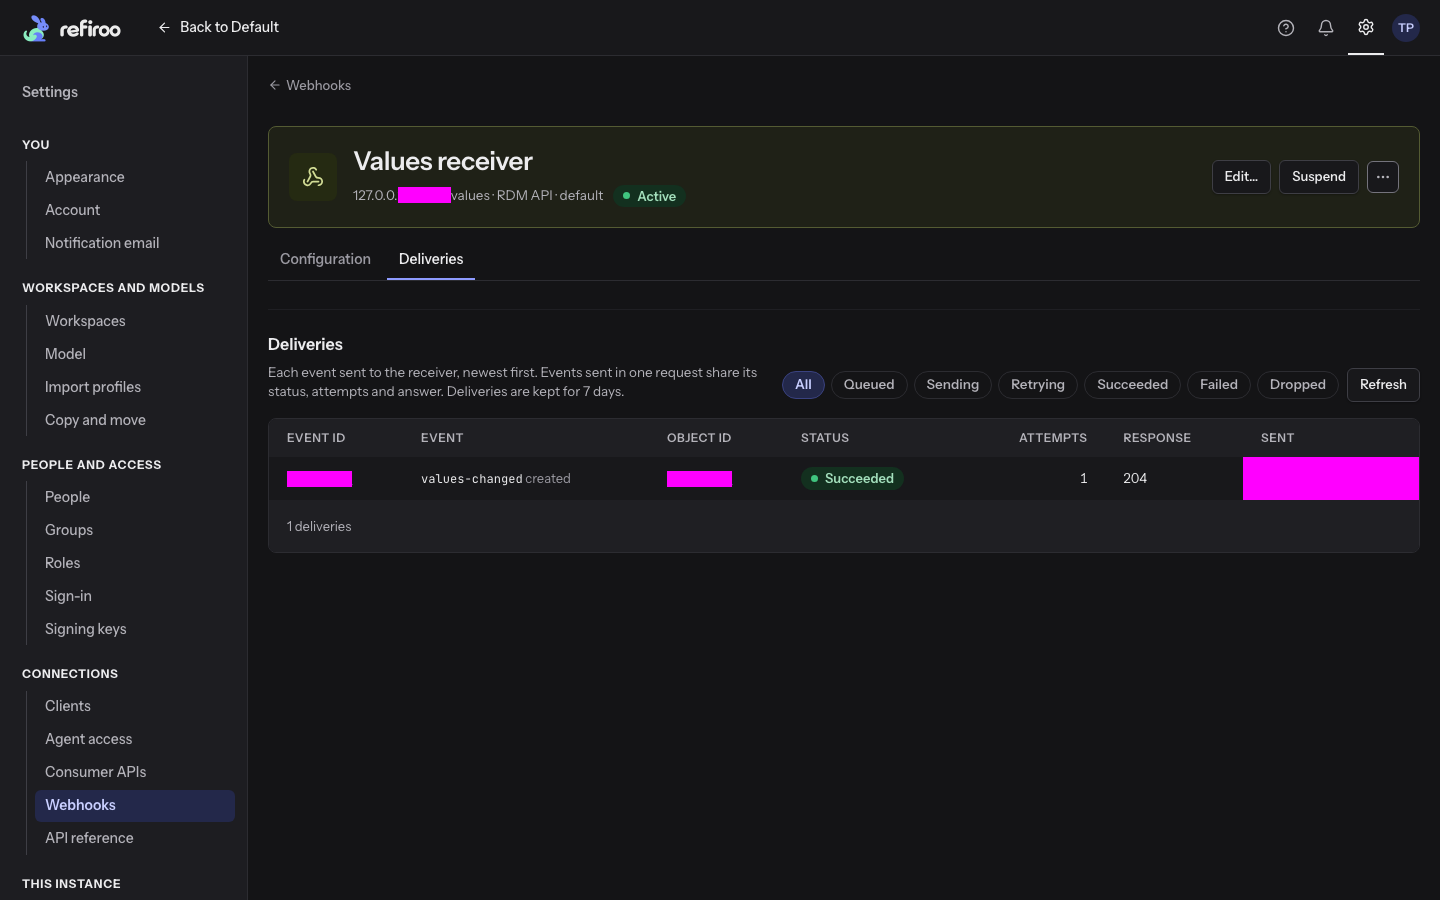 refiroo
← Back to Default
TP
Settings
YOU
Appearance
Account
Notification email
WORKSPACES AND MODELS
Workspaces
Model
Import profiles
Copy and move
PEOPLE AND ACCESS
People
Groups
Roles
Sign-in
Signing keys
CONNECTIONS
Clients
Agent access
Consumer APIs
Webhooks
API reference
THIS INSTANCE
← Webhooks
Values receiver
127.0.0. values · RDM API · default Active
Edit... Suspend ...
Configuration Deliveries
Deliveries
Each event sent to the receiver, newest first. Events sent in one request share its
status, attempts and answer. Deliveries are kept for 7 days.
All Queued Sending Retrying Succeeded Failed Dropped Refresh
EVENT ID EVENT OBJECT ID STATUS ATTEMPTS RESPONSE SENT
values-changed created Succeeded 1 204
1 deliveries